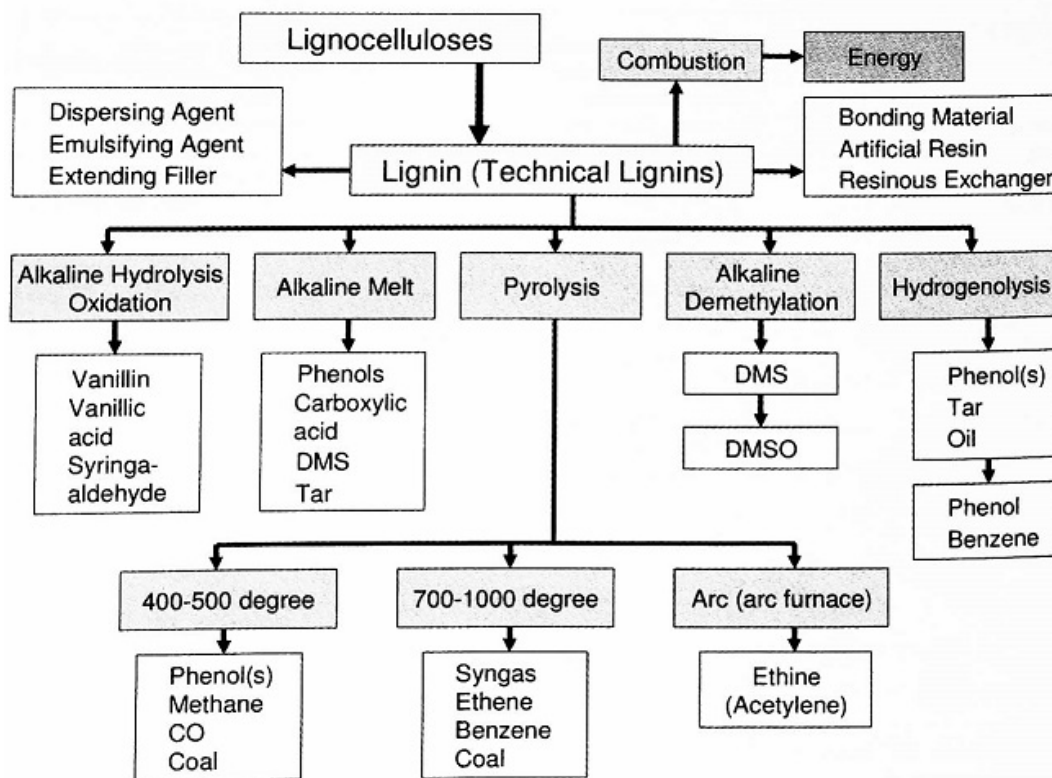 Lignocelluloses
Combustion
Energy
Dispersing Agent
Emulsifying Agent
Extending Filler
Lignin (Technical Lignins)
Bonding Material
Artificial Resin
Resinous Exchanger
Alkaline Hydrolysis
Oxidation
Alkaline Melt
Pyrolysis
Alkaline
Demethylation
Hydrogenolysis
Vanillin
Vanillic
acid
Syringa-
aldehyde
Phenols
Carboxylic
acid
DMS
Tar
DMS
DMSO
Phenol(s)
Tar
Oil
Phenol
Benzene
400-500 degree
700-1000 degree
Arc (arc furnace)
Phenol(s)
Methane
CO
Coal
Syngas
Ethene
Benzene
Coal
Ethine
(Acetylene)